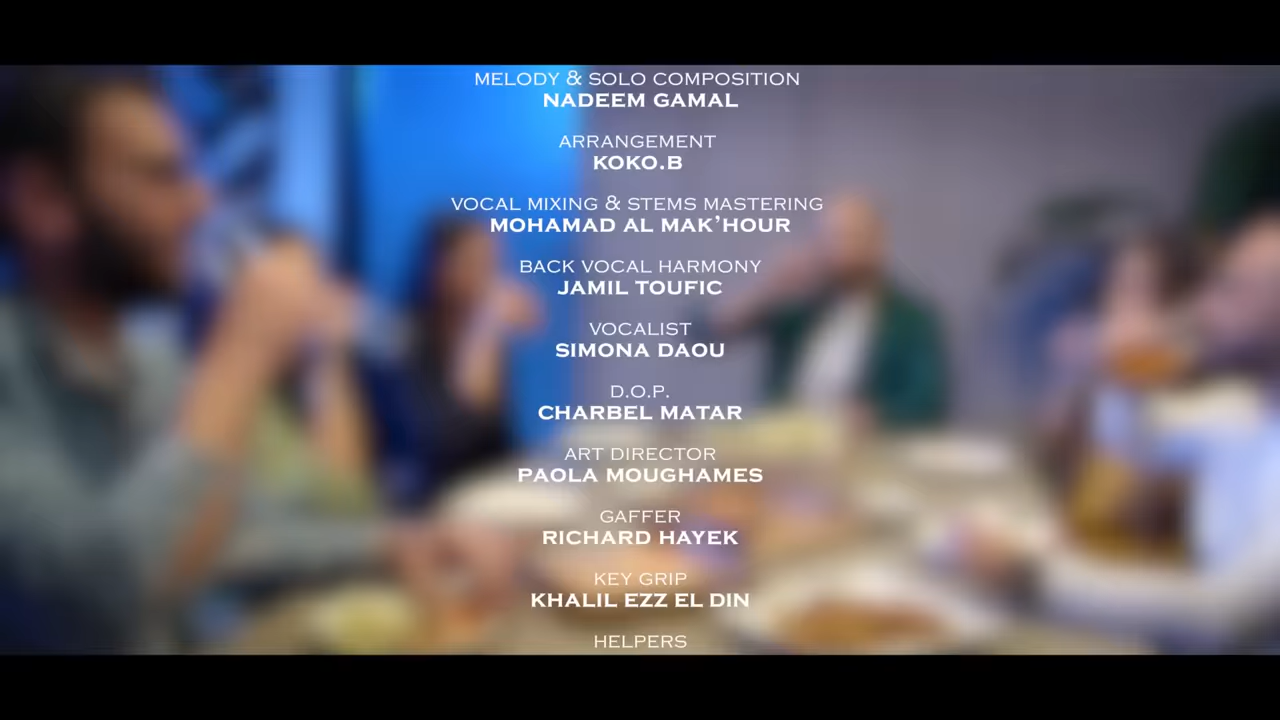 MELODY & SOLO COMPOSITION
NADEEM GAMAL
ARRANGEMENT
KOKO.B
VOCAL MIXING & STEMS MASTERING
MOHAMAD AL MAK'HOUR
BACK VOCAL HARMONY
JAMIL TOUFIC
VOCALIST
SIMONA DAOU
D.O.P.
CHARBEL MATAR
ART DIRECTOR
PAOLA MOUGHAMES
GAFFER
RICHARD HAYEK
KEY GRIP
KHALIL EZZ EL DIN
HELPERS